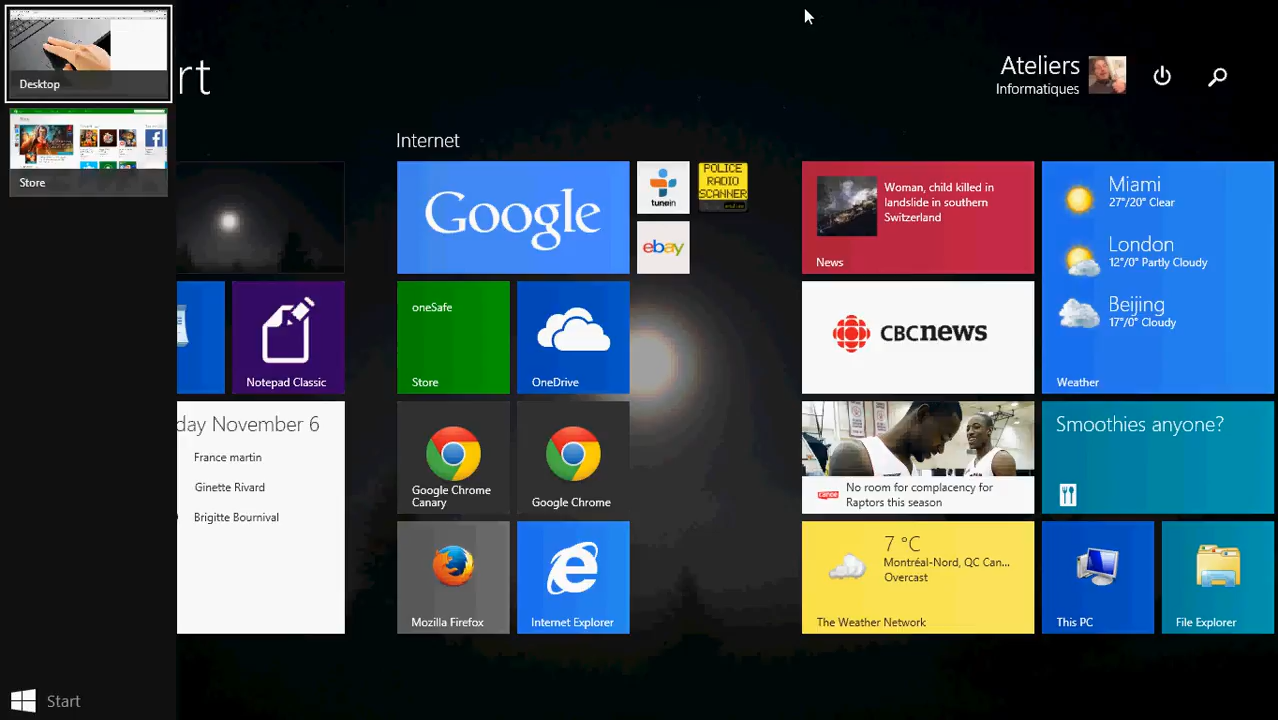 Desktop
Store
Start
rt
Ateliers
Informatiques
Internet
Google
tunein
POLICE
RADIO
SCANNER
ebay
Woman, child killed in
landslide in southern
Switzerland
News
Miami
27°/20° Clear
London
12°/0° Partly Cloudy
Beijing
17°/0° Cloudy
Weather
Notepad Classic
oneSafe
Store
OneDrive
CBCnews
day November 6
France martin
Ginette Rivard
Brigitte Bournival
Google Chrome
Canary
Google Chrome
No room for complacency for
Raptors this season
Smoothies anyone?
Mozilla Firefox
Internet Explorer
7 °C
Montréal-Nord, QC Can...
Overcast
The Weather Network
This PC
File Explorer